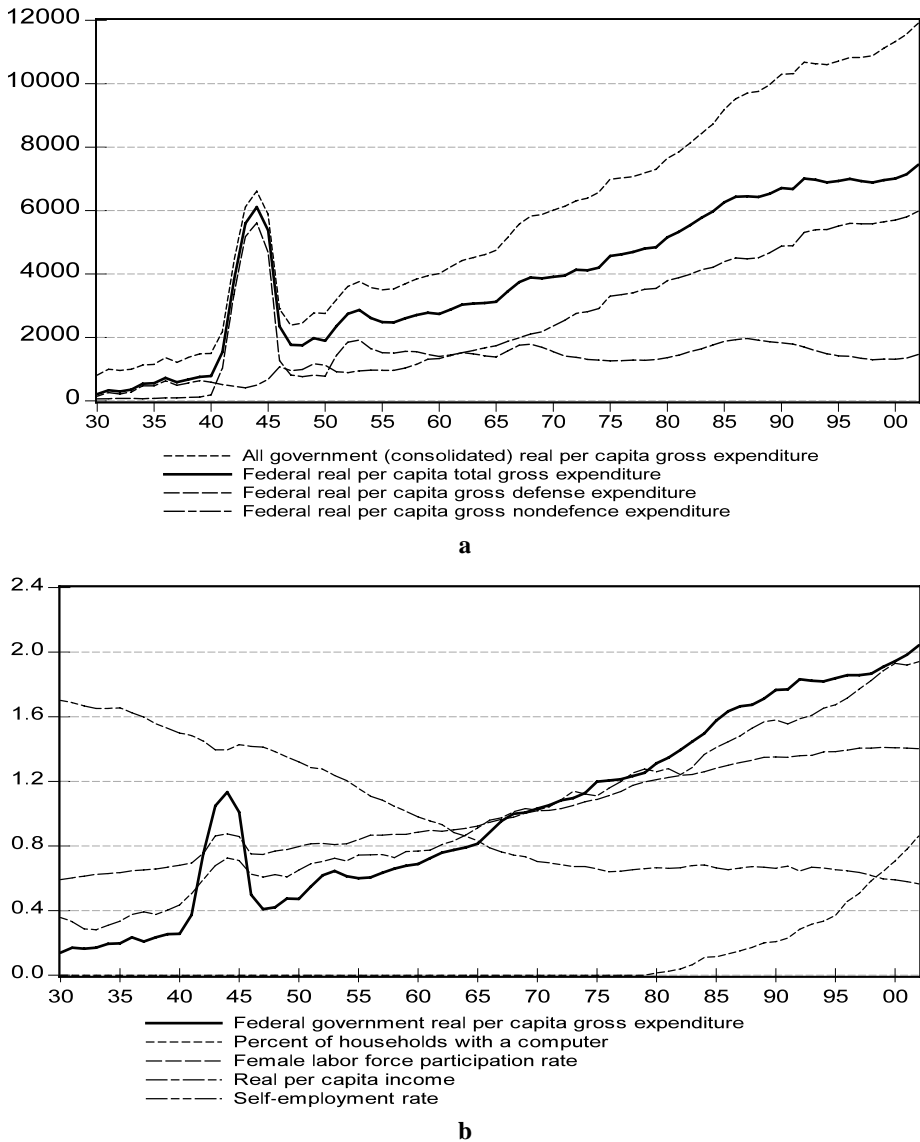 12000
10000
8000
6000
4000
2000
0
30 35 40 45 50 55 60 65 70 75 80 85 90 95 00
All government (consolidated) real per capita gross expenditure
Federal real per capita total gross expenditure
Federal real per capita gross defense expenditure
Federal real per capita gross nondefence expenditure
a
2.4
2.0
1.6
1.2
0.8
0.4
0.0
30 35 40 45 50 55 60 65 70 75 80 85 90 95 00
Federal government real per capita gross expenditure
Percent of households with a computer
Female labor force participation rate
Real per capita income
Self-employment rate
b